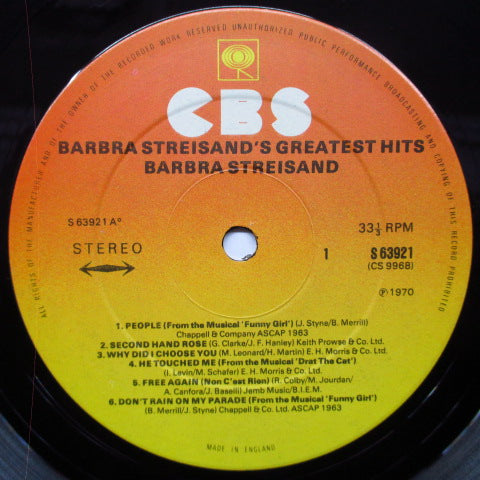 ALL RIGHTS OF THE MANUFACTURER AND OF THE OWNER OF THE RECORDED WORK RESERVED UNAUTHORIZED PUBLIC PERFORMANCE BROADCASTING AND COPYING OF THIS RECORD PROHIBITED
CBS
BARBRA STREISAND'S GREATEST HITS
BARBRA STREISAND
S 63921 A°
33⅓ RPM
STEREO
1
S 63921
(CS 9968)
℗ 1970
1. PEOPLE (From the Musical 'Funny Girl') (J. Styne/B. Merrill)
Chappell & Company ASCAP 1963
2. SECOND HAND ROSE (G. Clarke/J. F. Hanley) Keith Prowse & Co. Ltd.
3. WHY DID I CHOOSE YOU (M. Leonard/H. Martin) E. H. Morris & Co. Ltd.
4. HE TOUCHED ME (From the Musical 'Drat The Cat')
(I. Levin/M. Schafer) E. H. Morris & Co. Ltd.
5. FREE AGAIN (Non C'est Rien) (R. Colby/M. Jourdan/
A. Canfora/J. Baselli) Jemb Music/B.I.E.M.
6. DON'T RAIN ON MY PARADE (From the Musical 'Funny Girl')
(B. Merrill/J. Styne) Chappell & Co. Ltd. ASCAP 1963
MADE IN ENGLAND